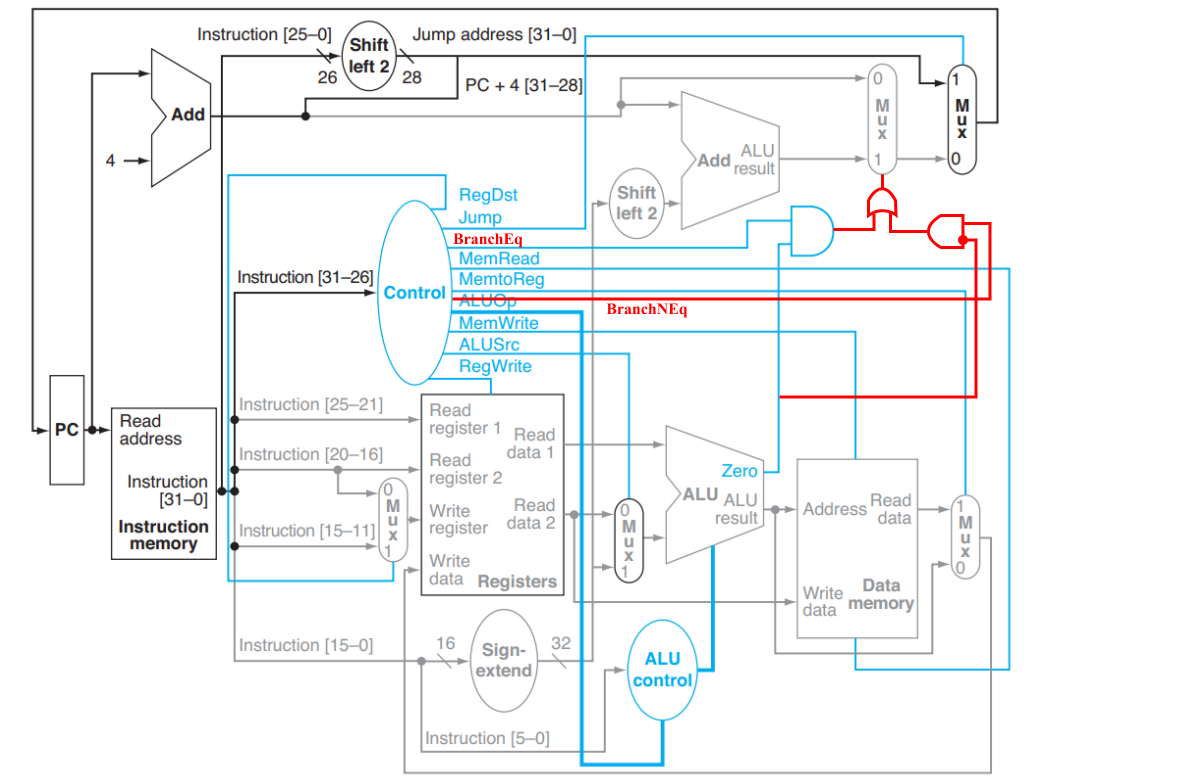 Instruction [25–0]
Shift
left 2
Jump address [31–0]
26
28
PC + 4 [31–28]
Add
4
0
M
u
x
1
1
M
u
x
0
Add
ALU
result
Shift
left 2
RegDst
Jump
BranchEq
MemRead
MemtoReg
ALUOp
BranchNEq
MemWrite
ALUSrc
RegWrite
Instruction [31–26]
Control
PC
Read
address
Instruction
[31–0]
Instruction
memory
Instruction [25–21]
Instruction [20–16]
Instruction [15–11]
0
M
u
x
1
Read
register 1
Read
register 2
Write
register
Write
data
Registers
Read
data 1
Read
data 2
0
M
u
x
1
Zero
ALU
ALU
result
Address
Read
data
Write
data
Data
memory
1
M
u
x
0
Instruction [15–0]
16
Sign-
extend
32
ALU
control
Instruction [5–0]